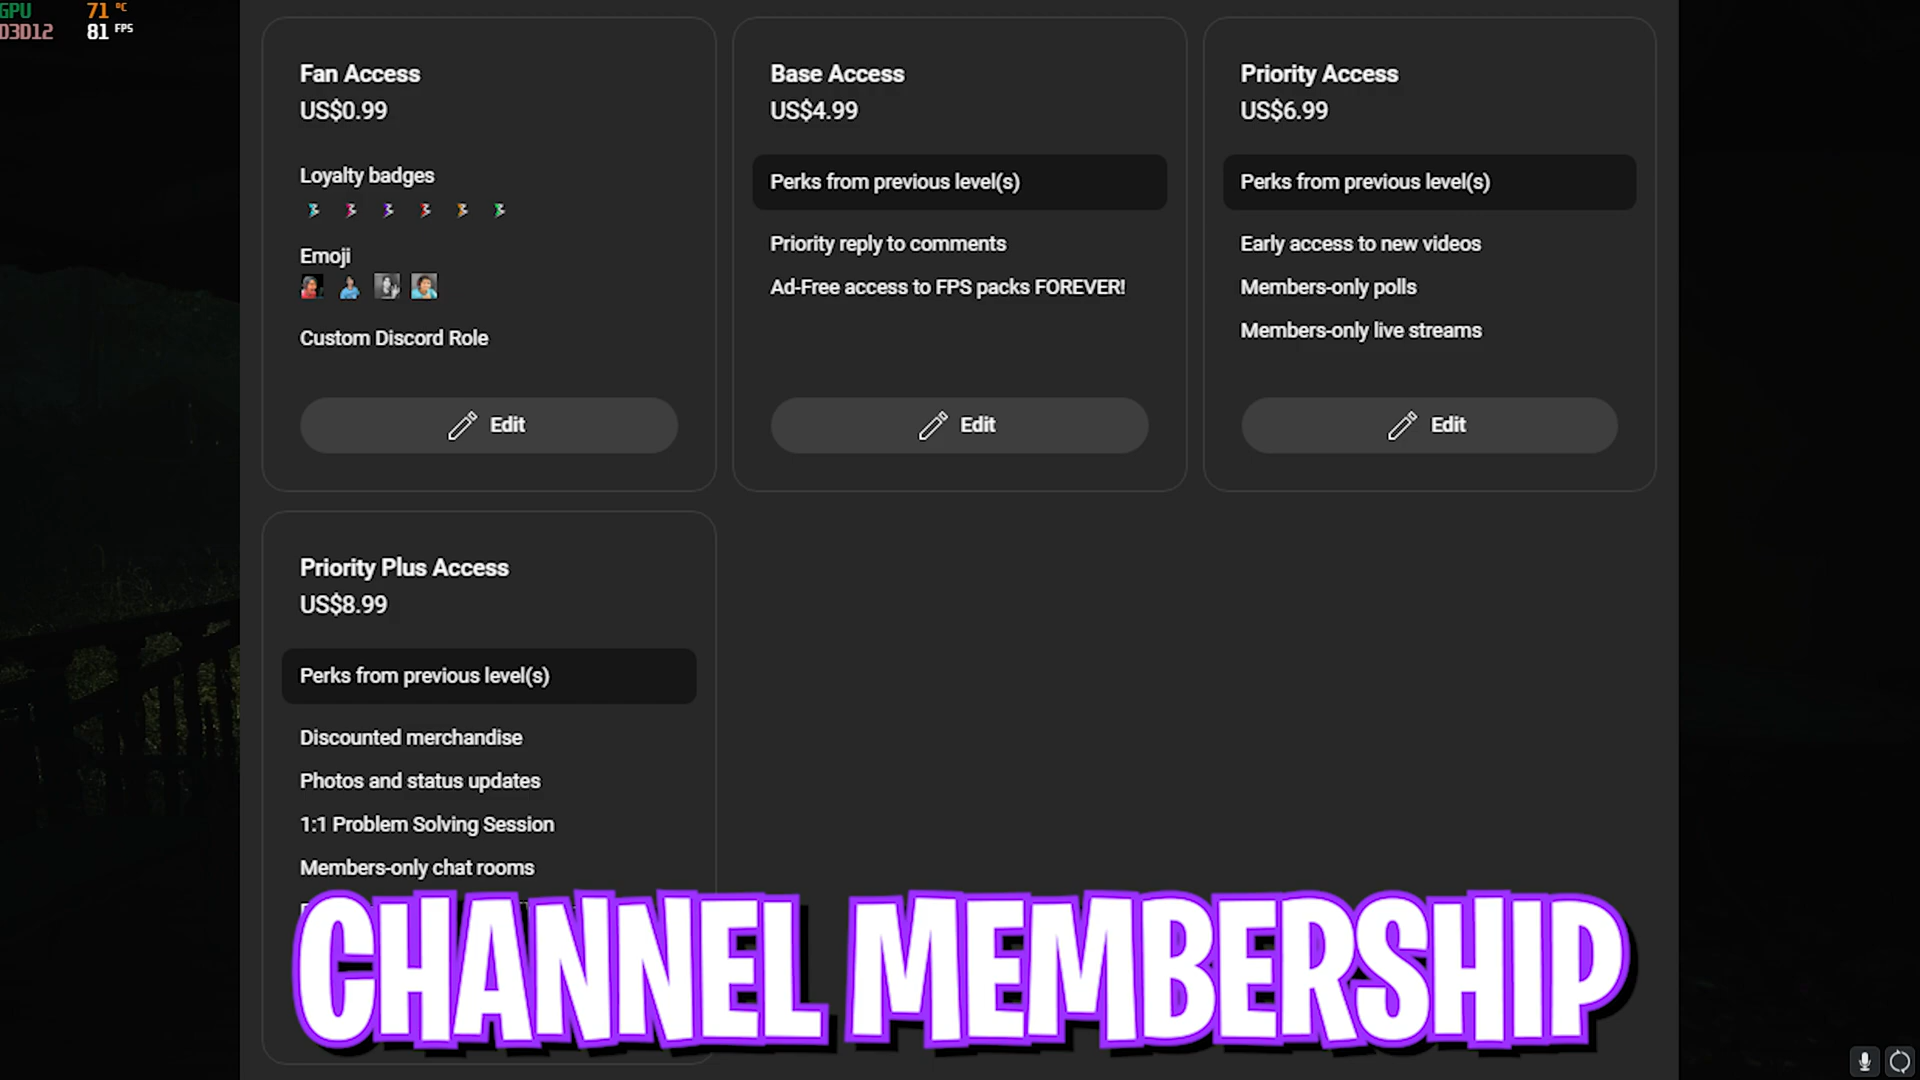 GPU 71 °C
D3D12 81 FPS
Fan Access
US$0.99
Loyalty badges
Emoji
Custom Discord Role
Edit
Base Access
US$4.99
Perks from previous level(s)
Priority reply to comments
Ad-Free access to FPS packs FOREVER!
Edit
Priority Access
US$6.99
Perks from previous level(s)
Early access to new videos
Members-only polls
Members-only live streams
Edit
Priority Plus Access
US$8.99
Perks from previous level(s)
Discounted merchandise
Photos and status updates
1:1 Problem Solving Session
Members-only chat rooms
CHANNEL MEMBERSHIP